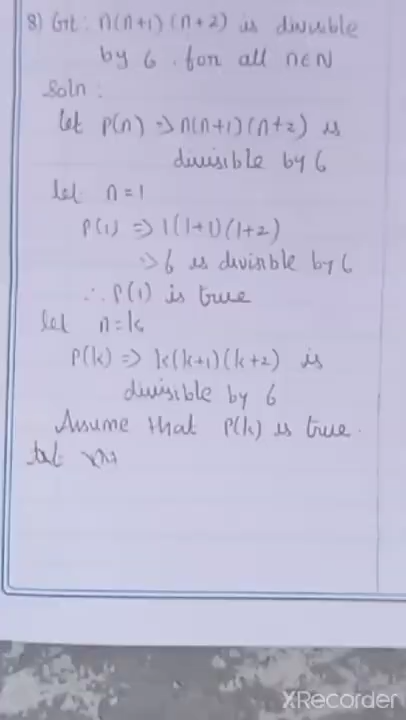 8) Gn: n(n+1)(n+2) is divisible
by 6. for all n∈N
Soln:
let P(n) ⇒ n(n+1)(n+2) is
divisible by 6
let n=1
P(1) ⇒ 1(1+1)(1+2)
⇒ 6 is divisible by 6
∴ P(1) is true
let n=k
P(k) ⇒ k(k+1)(k+2) is
divisible by 6
Assume that P(k) is true.
XRecorder